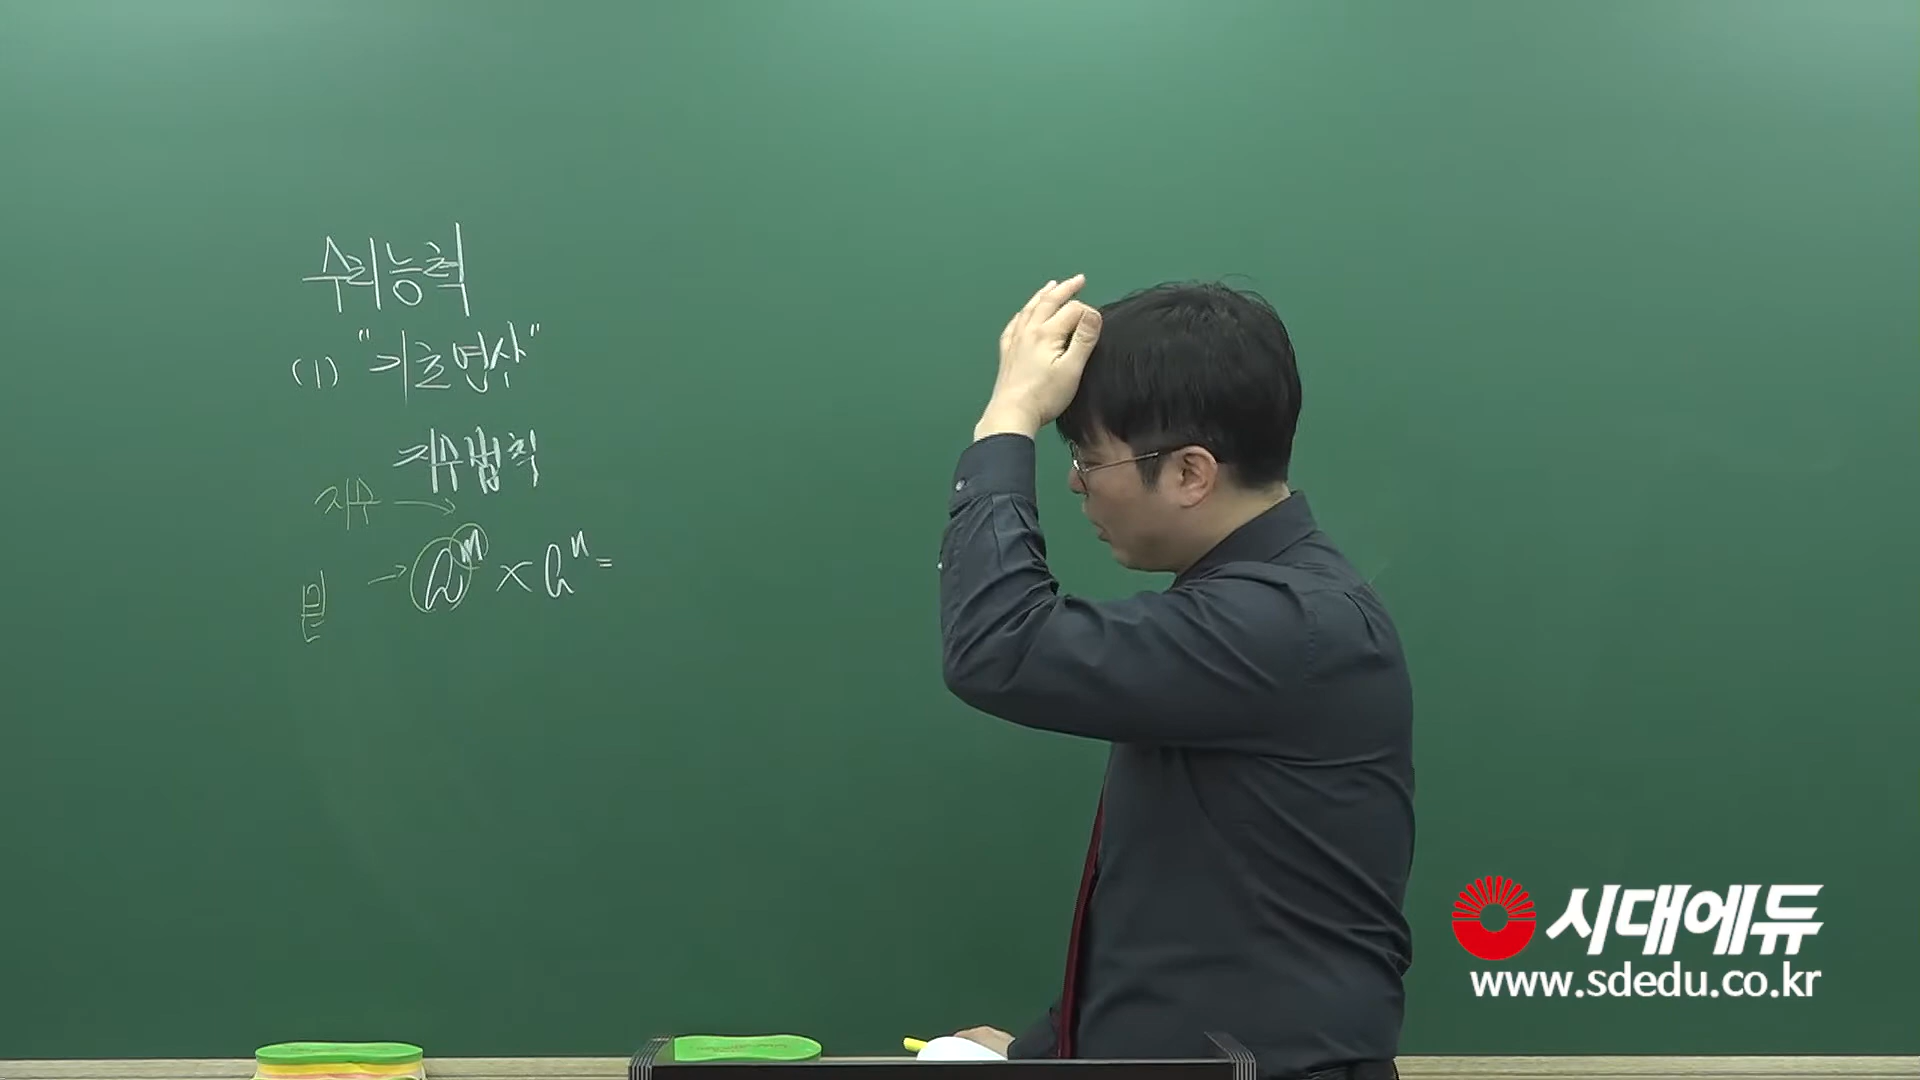 수리능력
(1) "기초연산"
지수법칙
지수 →
밑 → a^m × a^n =
시대에듀
www.sdedu.co.kr